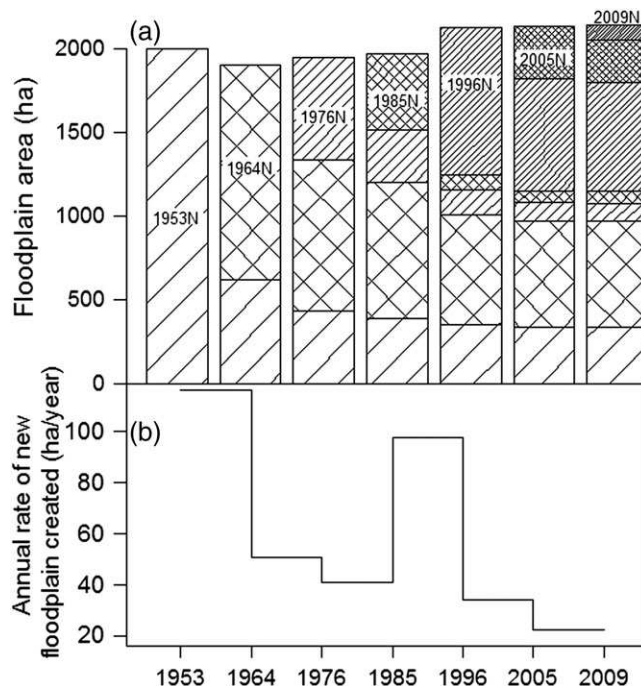 (a)
Floodplain area (ha)
2000
1500
1000
500
0
1953N
1964N
1976N
1985N
1996N
2005N
2009N
(b)
Annual rate of new
floodplain created (ha/year)
100
80
60
40
20
1953 1964 1976 1985 1996 2005 2009